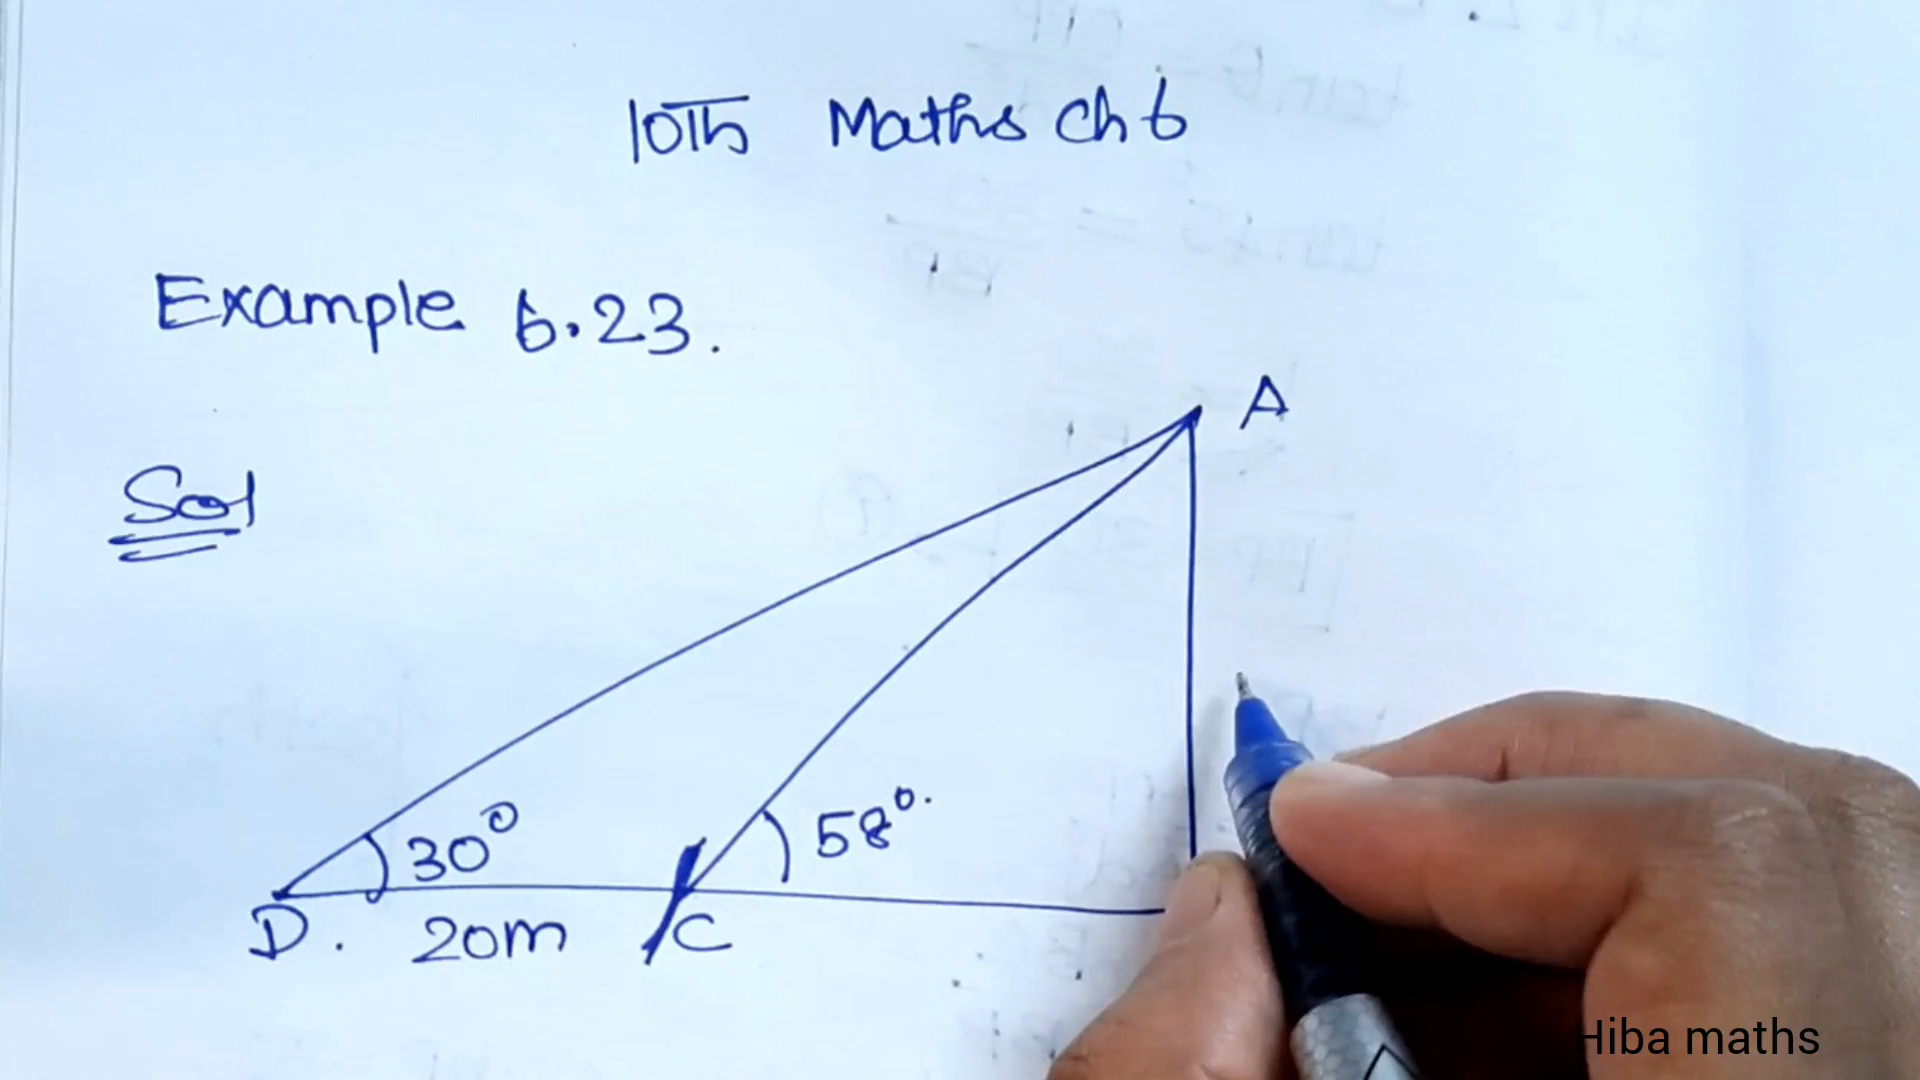 10Th Maths Ch 6
Example 6.23.
Sol
A
30°
58°.
D. 20m C
Hiba maths